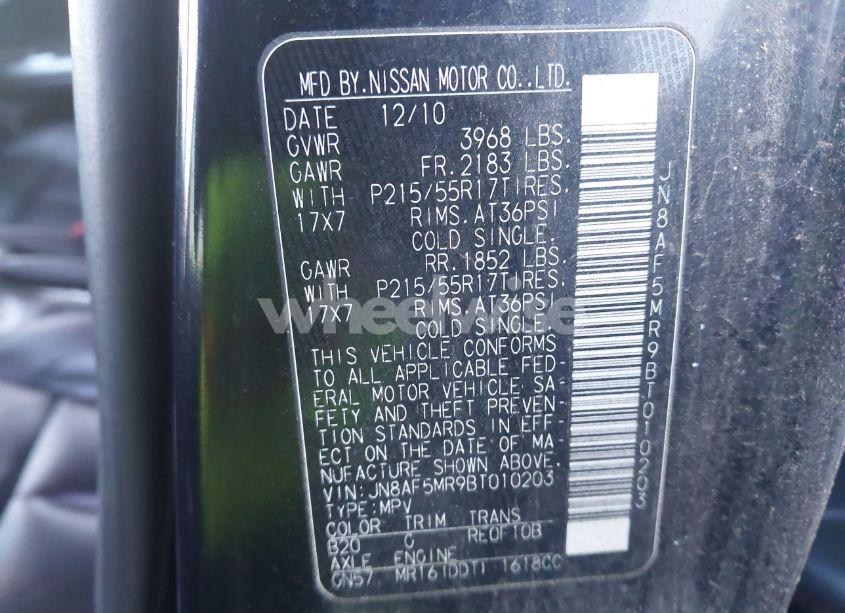 MFD BY.NISSAN MOTOR CO.,LTD.
DATE 12/10
GVWR 3968 LBS.
GAWR FR.2183 LBS.
WITH P215/55R17TIRES.
17X7 RIMS.AT36PSI
COLD SINGLE.
GAWR RR.1852 LBS.
WITH P215/55R17TIRES.
17X7 RIMS.AT36PSI
COLD SINGLE.
THIS VEHICLE CONFORMS
TO ALL APPLICABLE FED-
ERAL MOTOR VEHICLE SA-
FETY AND THEFT PREVEN-
TION STANDARDS IN EFF-
ECT ON THE DATE OF MA-
NUFACTURE SHOWN ABOVE.
VIN: JN8AF5MR9BT010203
TYPE:MPV
COLOR TRIM TRANS
B20 G RE0F10B
AXLE ENGINE
GN57 MR16(DDT) 1618CC
JN8AF5MR9BT010203
wheelwise